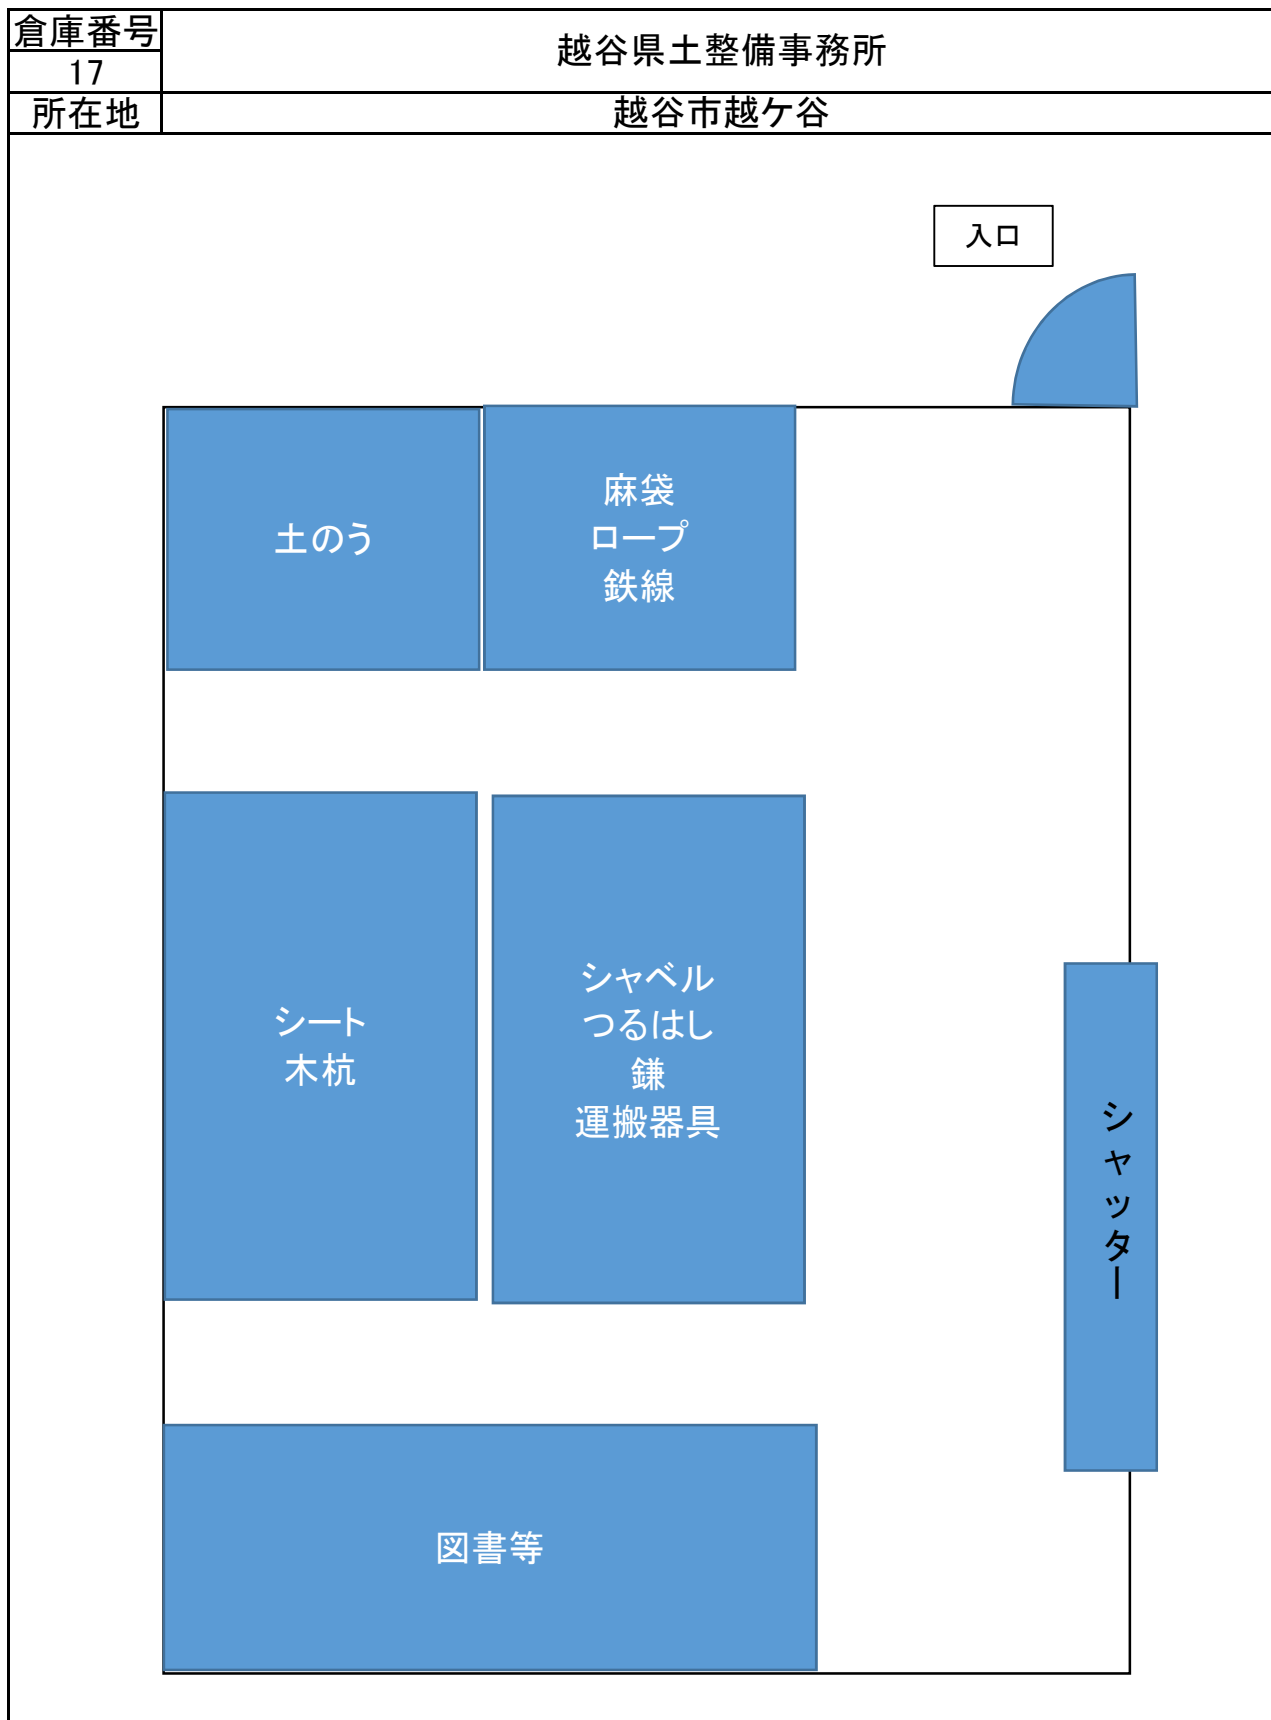 倉庫番号
17
越谷県土整備事務所
所在地
越谷市越ケ谷
入口
土のう
麻袋
ロープ
鉄線
シート
木杭
シャベル
つるはし
鎌
運搬器具
シャッター
図書等